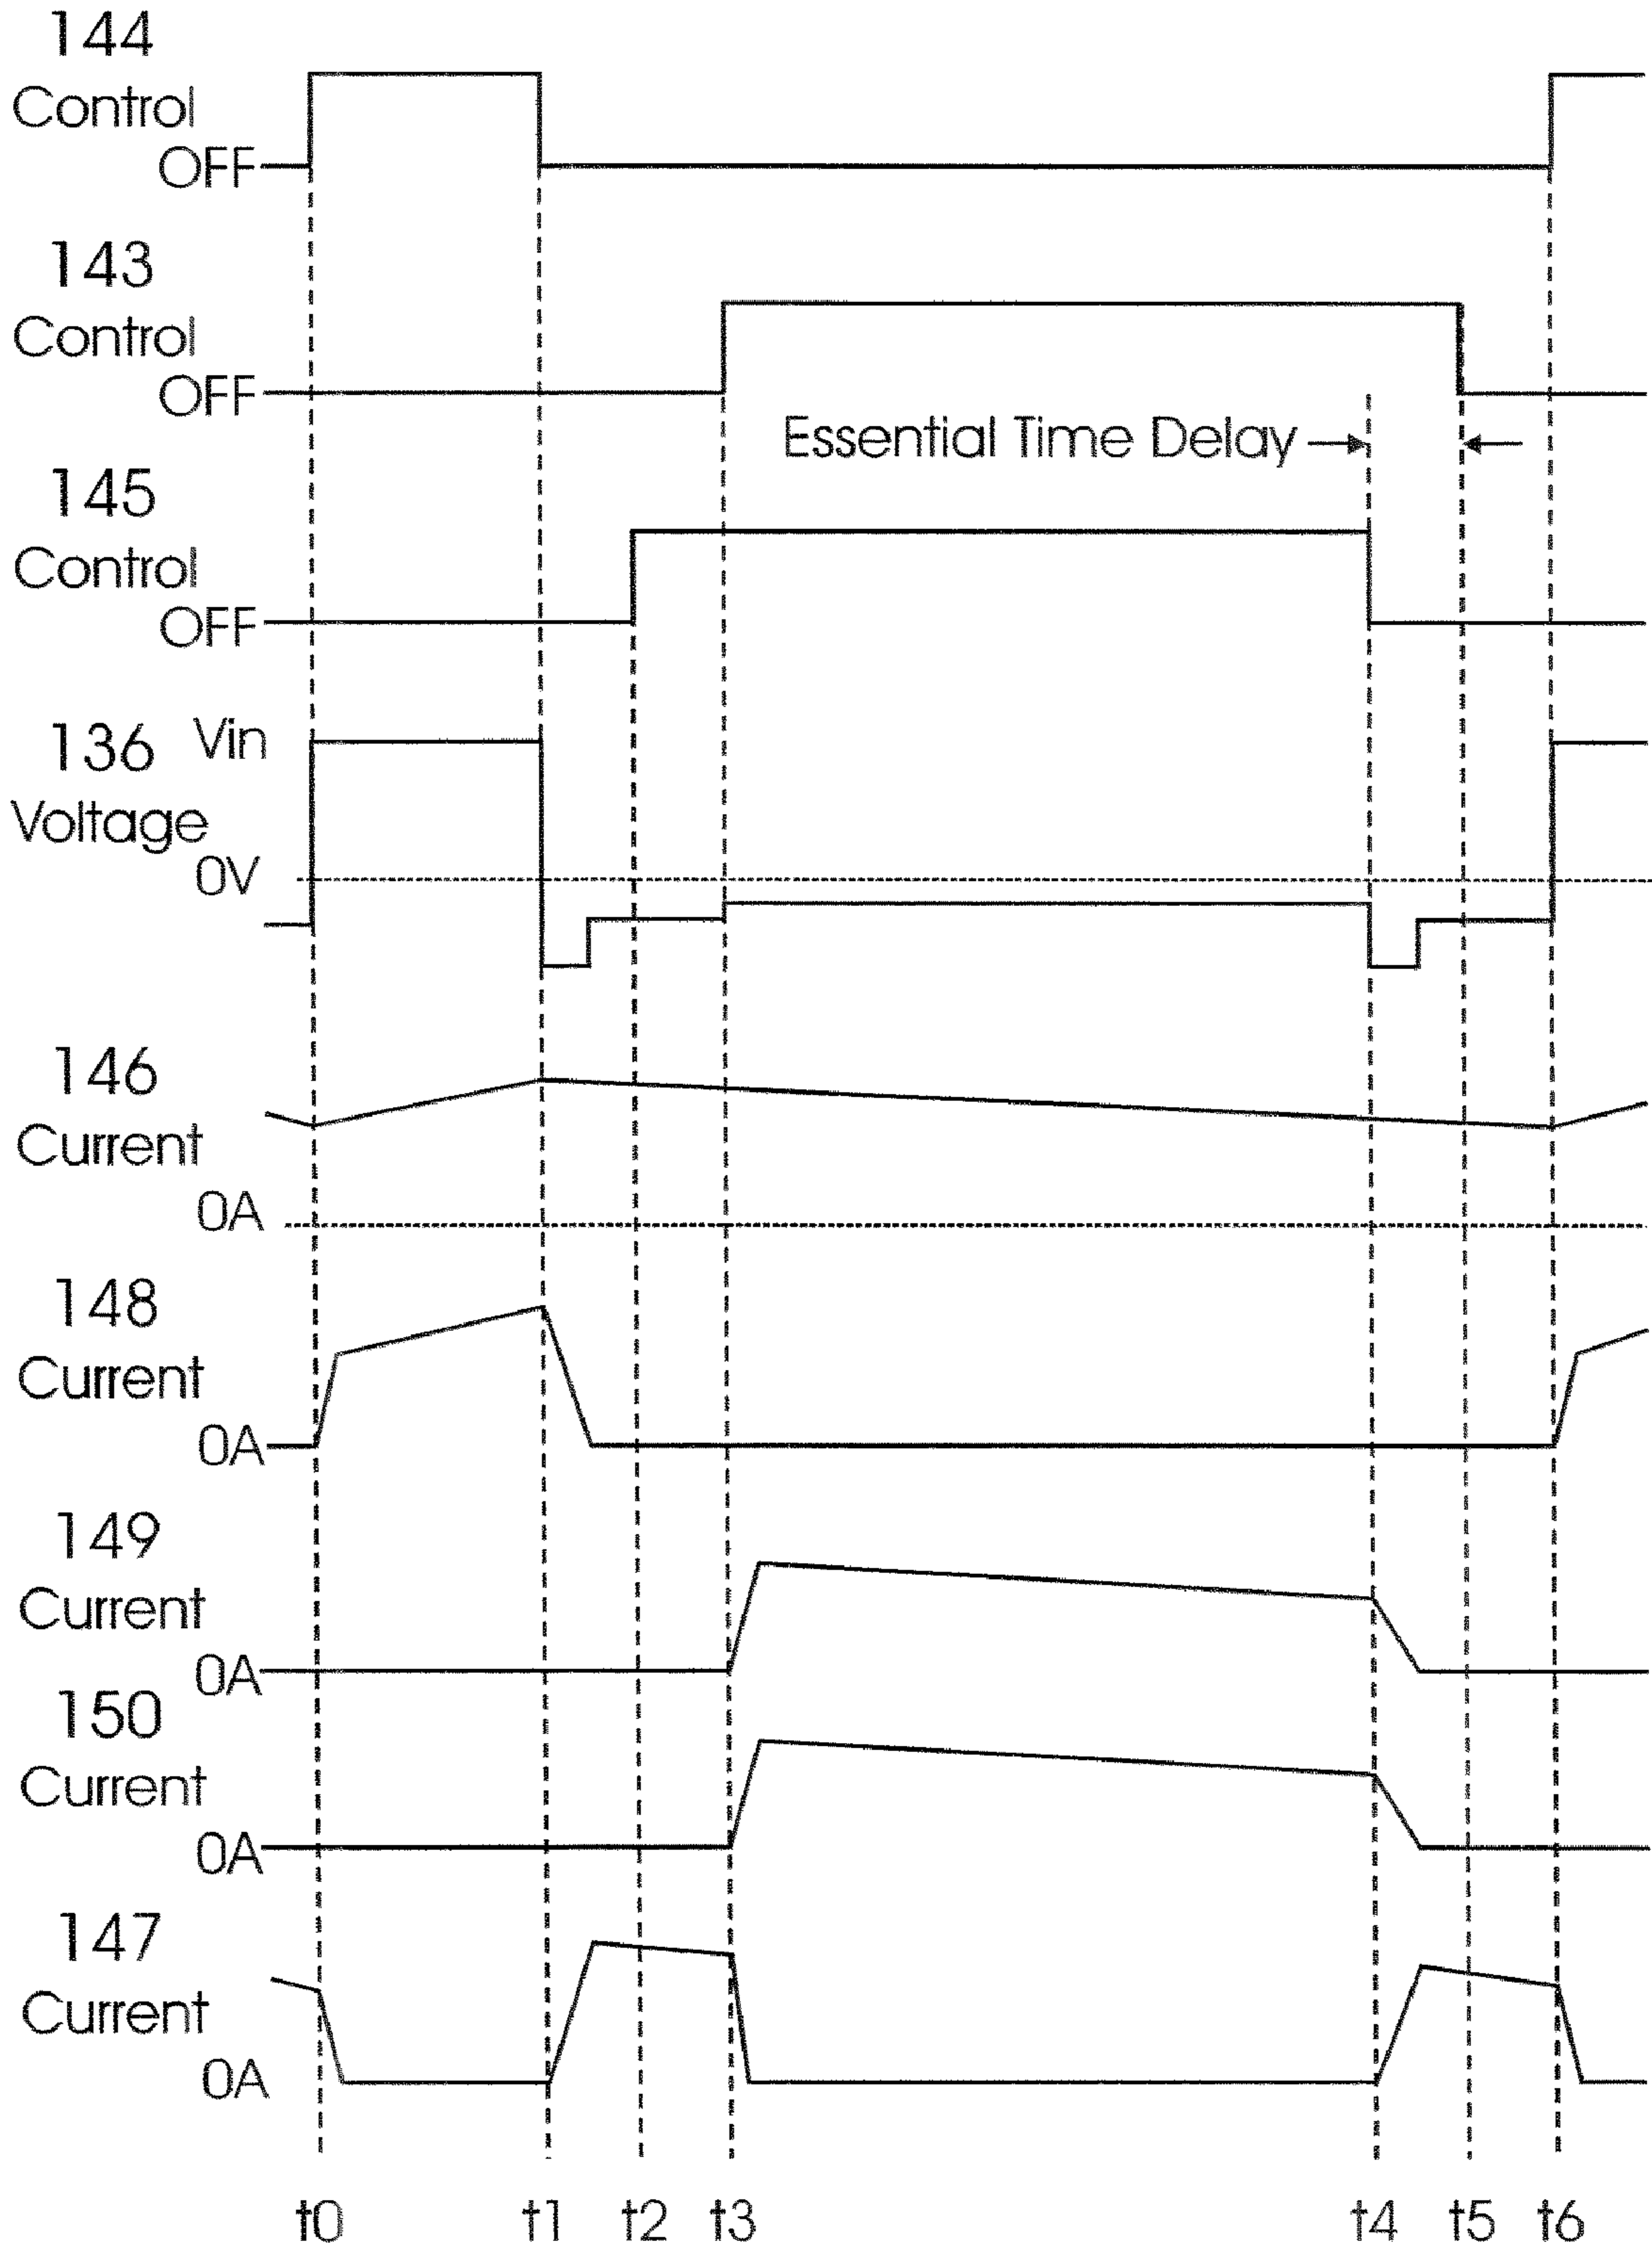 144
Control
OFF
143
Control
OFF
Essential Time Delay
145
Control
OFF
136 Vin
Voltage
0V
146
Current
0A
148
Current
0A
149
Current
0A
150
Current
0A
147
Current
0A
t0 t1 t2 t3 t4 t5 t6